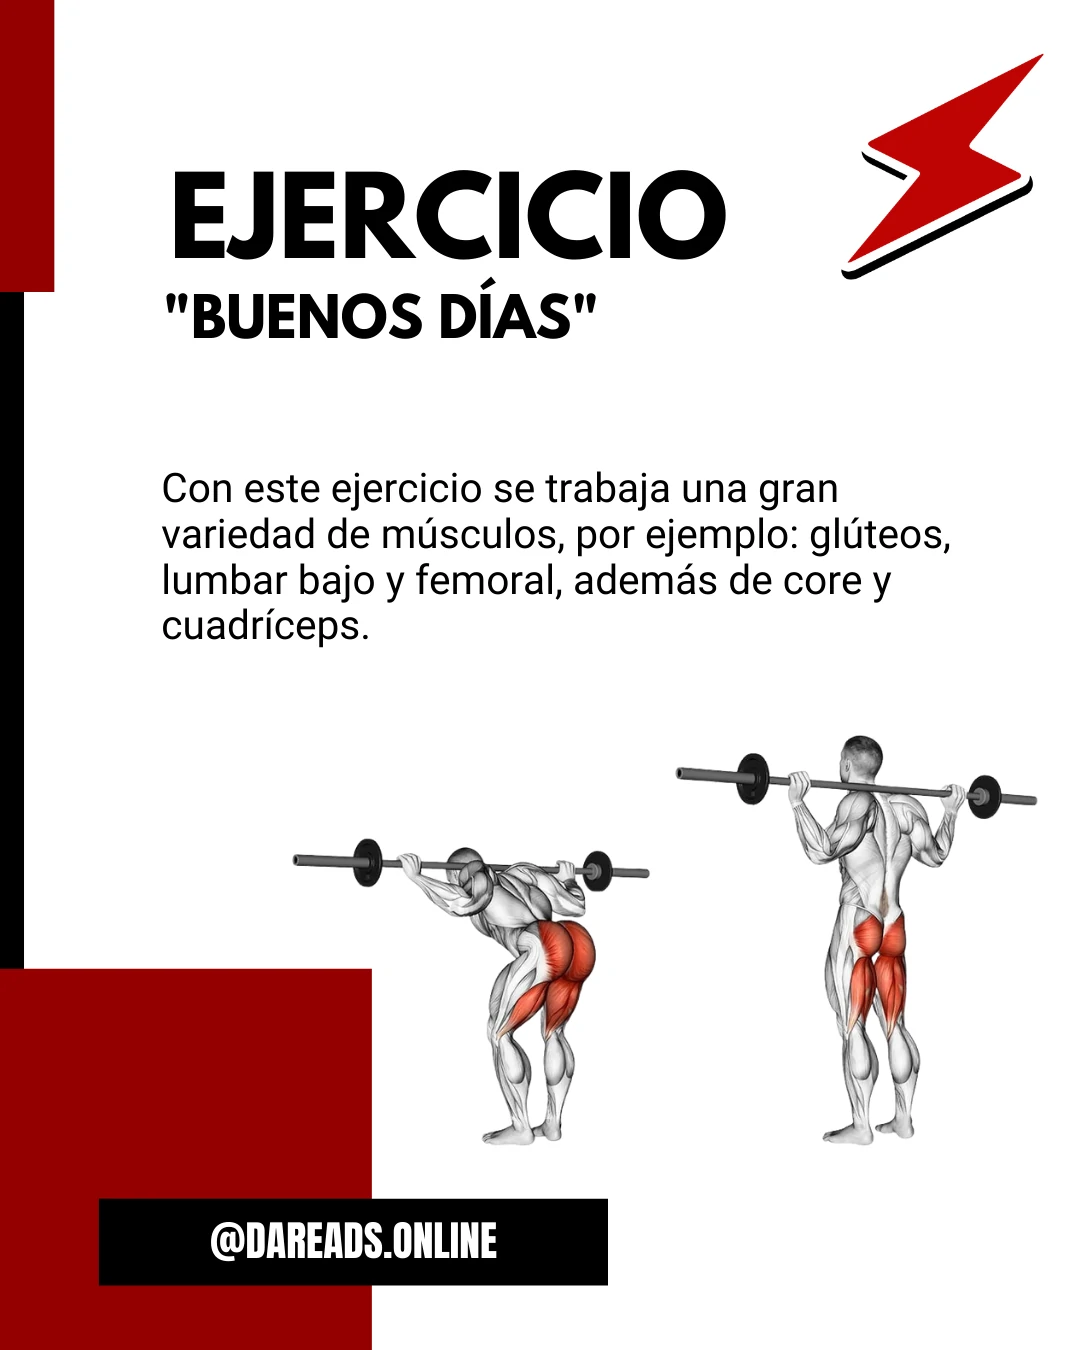 EJERCICIO
"BUENOS DÍAS"
Con este ejercicio se trabaja una gran
variedad de músculos, por ejemplo: glúteos,
lumbar bajo y femoral, además de core y
cuadríceps.
@DAREADS.ONLINE